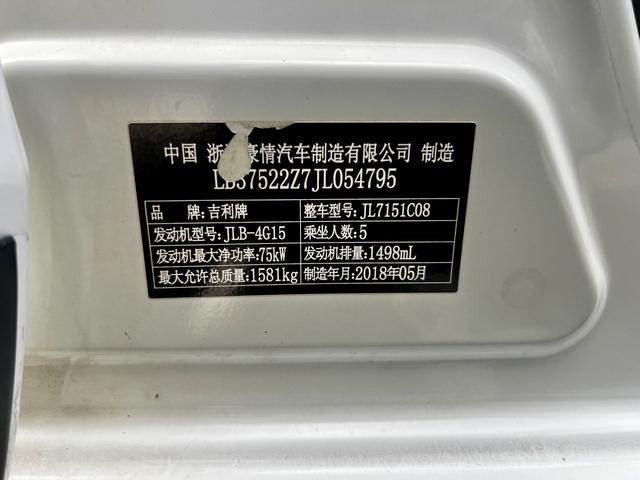 中国 浙 豪情汽车制造有限公司 制造
LB37522Z7JL054795
品 牌:吉利牌 整车型号:JL7151C08
发动机型号:JLB-4G15 乘坐人数:5
发动机最大净功率:75kW 发动机排量:1498mL
最大允许总质量:1581kg 制造年月:2018年05月